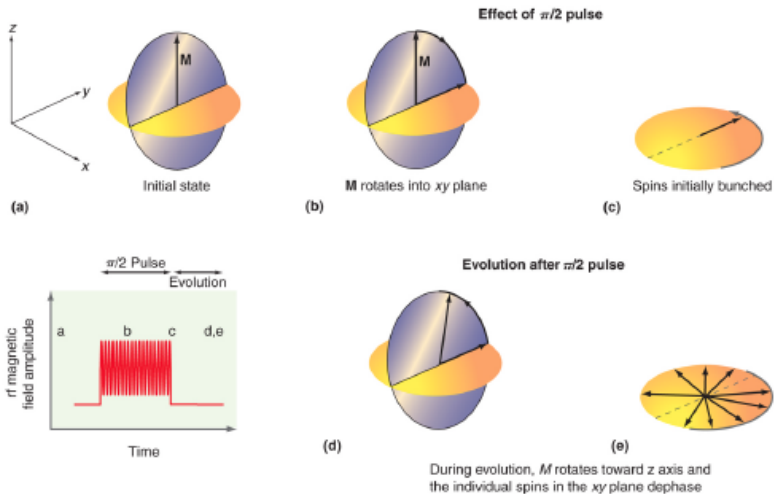 Effect of π/2 pulse
z
y
x
M
M
(a)
Initial state
(b)
M rotates into xy plane
(c)
Spins initially bunched
π/2 Pulse
Evolution
Evolution after π/2 pulse
a
b
c
d,e
rf magnetic
field amplitude
Time
(d)
(e)
During evolution, M rotates toward z axis and
the individual spins in the xy plane dephase